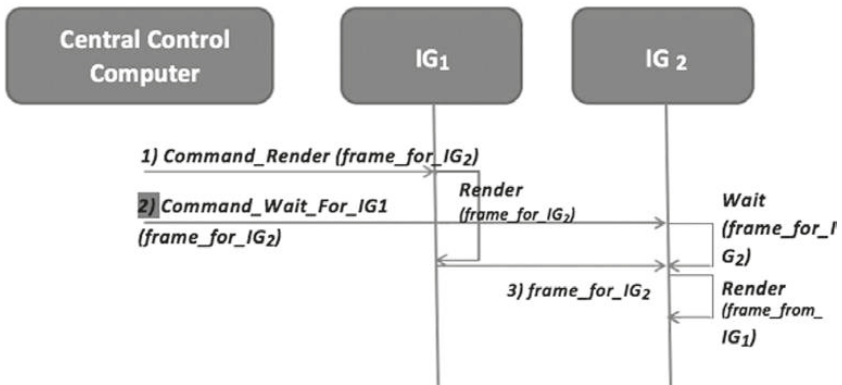 Central Control
Computer
IG1
IG 2
1) Command_Render (frame_for_IG2)
Render
(frame_for_IG2)
2) Command_Wait_For_IG1
(frame_for_IG2)
Wait
(frame_for_I
G2)
3) frame_for_IG2
Render
(frame_from_
IG1)